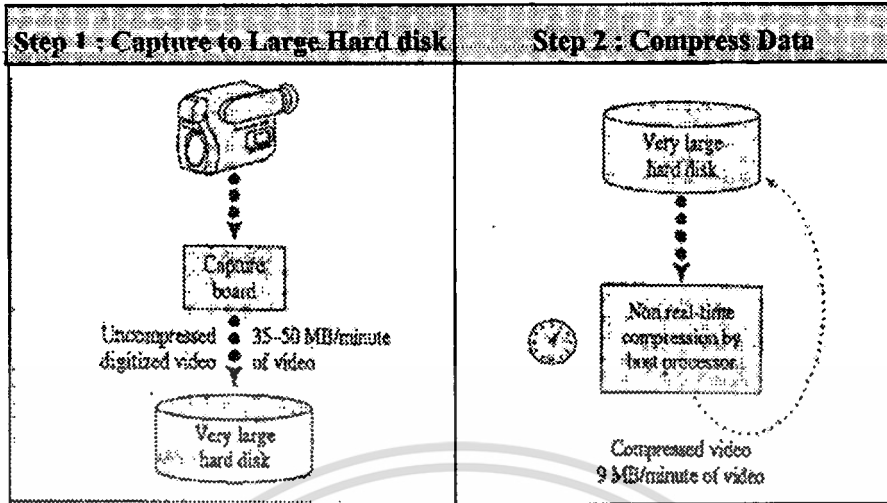 Step 1 : Capture to Large Hard disk
Step 2 : Compress Data
Capture
board
Uncompressed
digitized video
35-50 MB/minute
of video
Very large
hard disk
Very large
hard disk
Non real-time
compression by
host processor
Compressed video
9 MB/minute of video